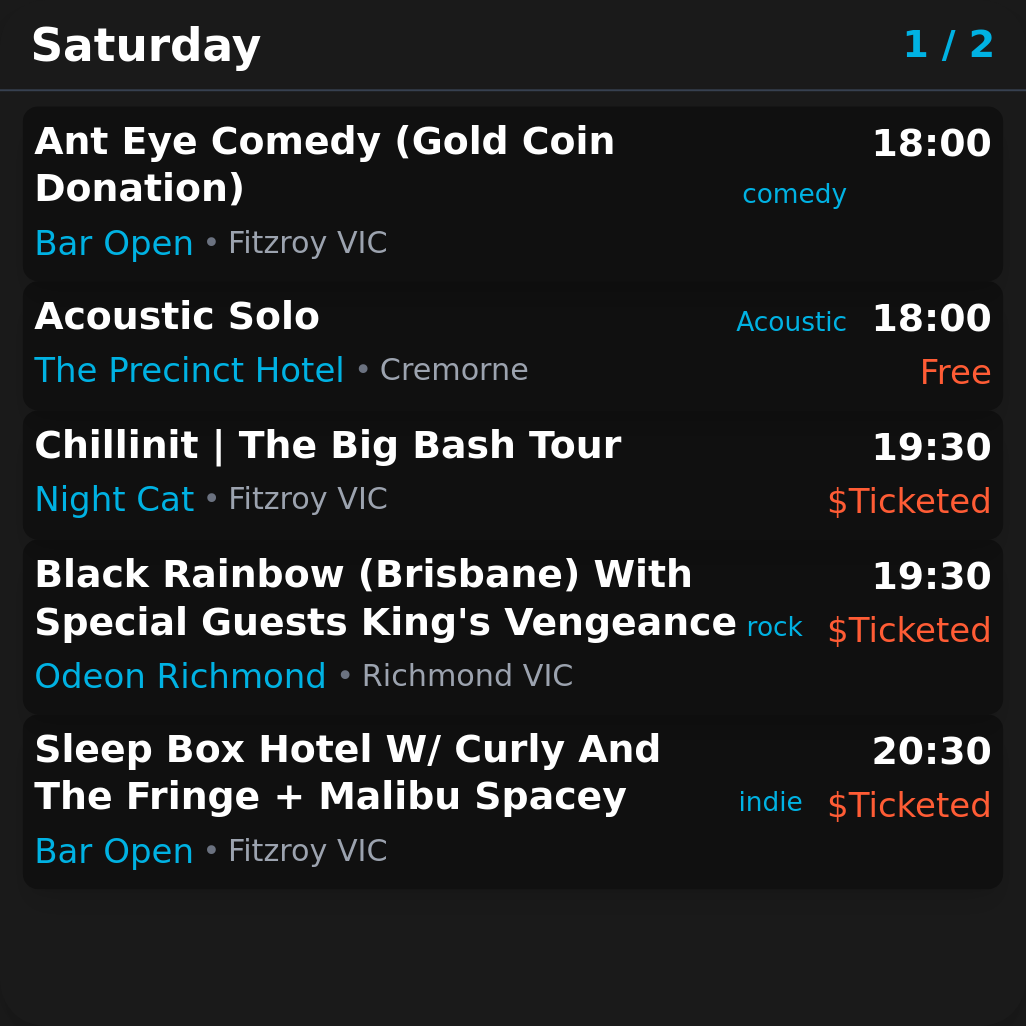 Saturday 1 / 2
Ant Eye Comedy (Gold Coin 18:00
Donation) comedy
Bar Open • Fitzroy VIC
Acoustic Solo Acoustic 18:00
The Precinct Hotel • Cremorne Free
Chillinit | The Big Bash Tour 19:30
Night Cat • Fitzroy VIC $Ticketed
Black Rainbow (Brisbane) With 19:30
Special Guests King's Vengeance rock $Ticketed
Odeon Richmond • Richmond VIC
Sleep Box Hotel W/ Curly And 20:30
The Fringe + Malibu Spacey indie $Ticketed
Bar Open • Fitzroy VIC